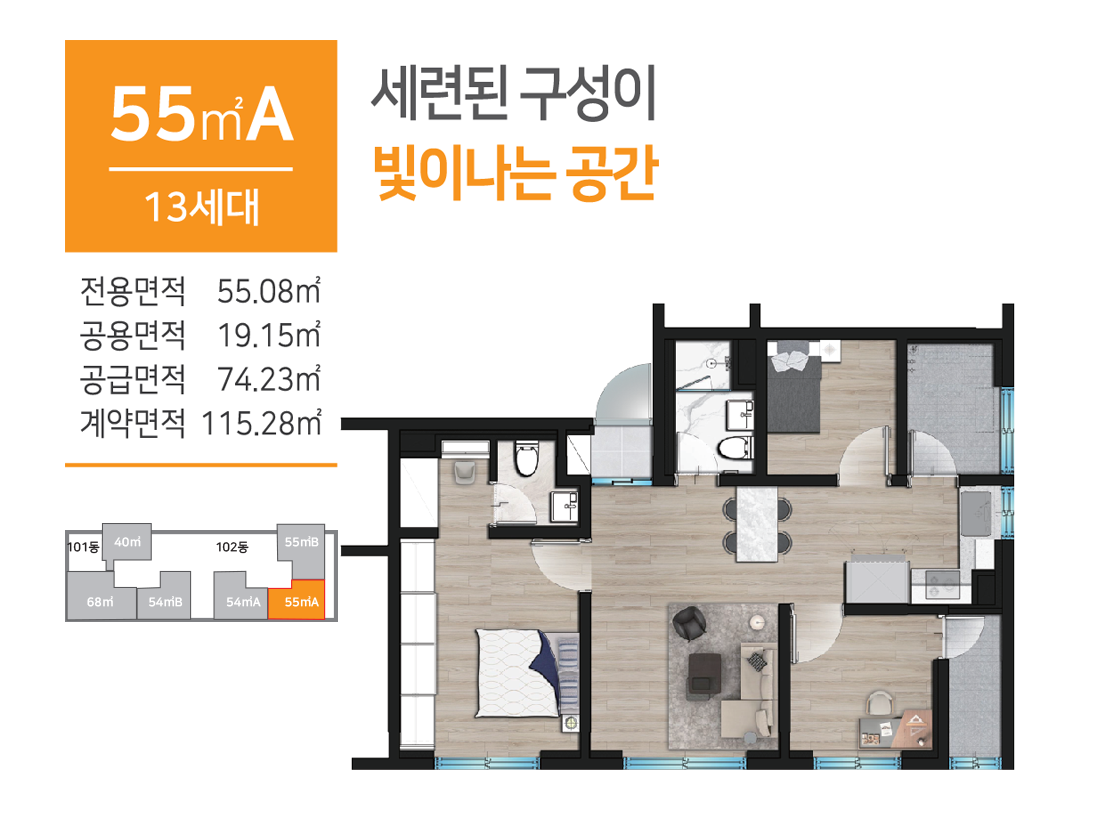 55㎡A
13세대
세련된 구성이
빛이나는 공간
전용면적 55.08㎡
공용면적 19.15㎡
공급면적 74.23㎡
계약면적 115.28㎡
101동 40㎡ 102동 55㎡B
68㎡ 54㎡B 54㎡A 55㎡A